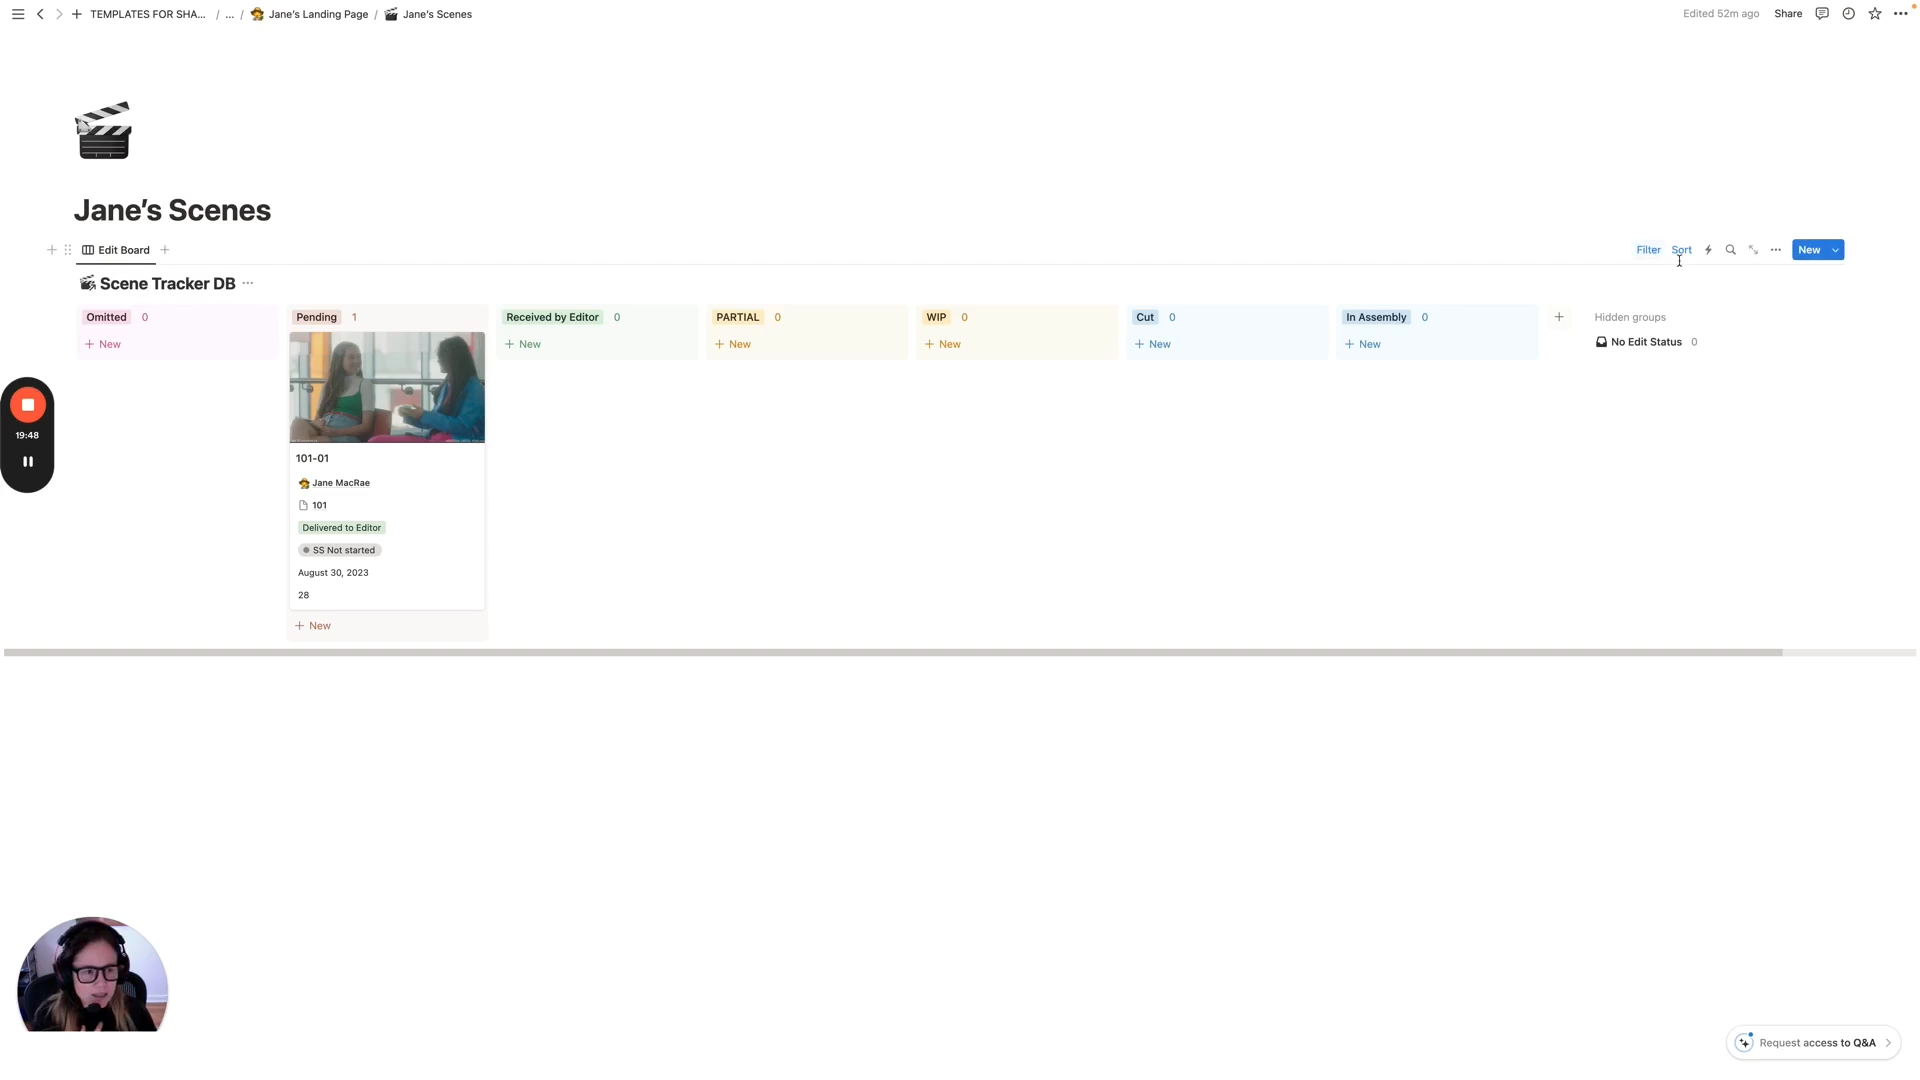 TEMPLATES FOR SHA... / ... / Jane's Landing Page / Jane's Scenes
Edited 52m ago Share
Jane's Scenes
Edit Board
Filter Sort New
Scene Tracker DB
Omitted 0 Pending 1 Received by Editor 0 PARTIAL 0 WIP 0 Cut 0 In Assembly 0 Hidden groups
New New New New New New No Edit Status 0
19:48
101-01
Jane MacRae
101
Delivered to Editor
SS Not started
August 30, 2023
28
New
Request access to Q&A